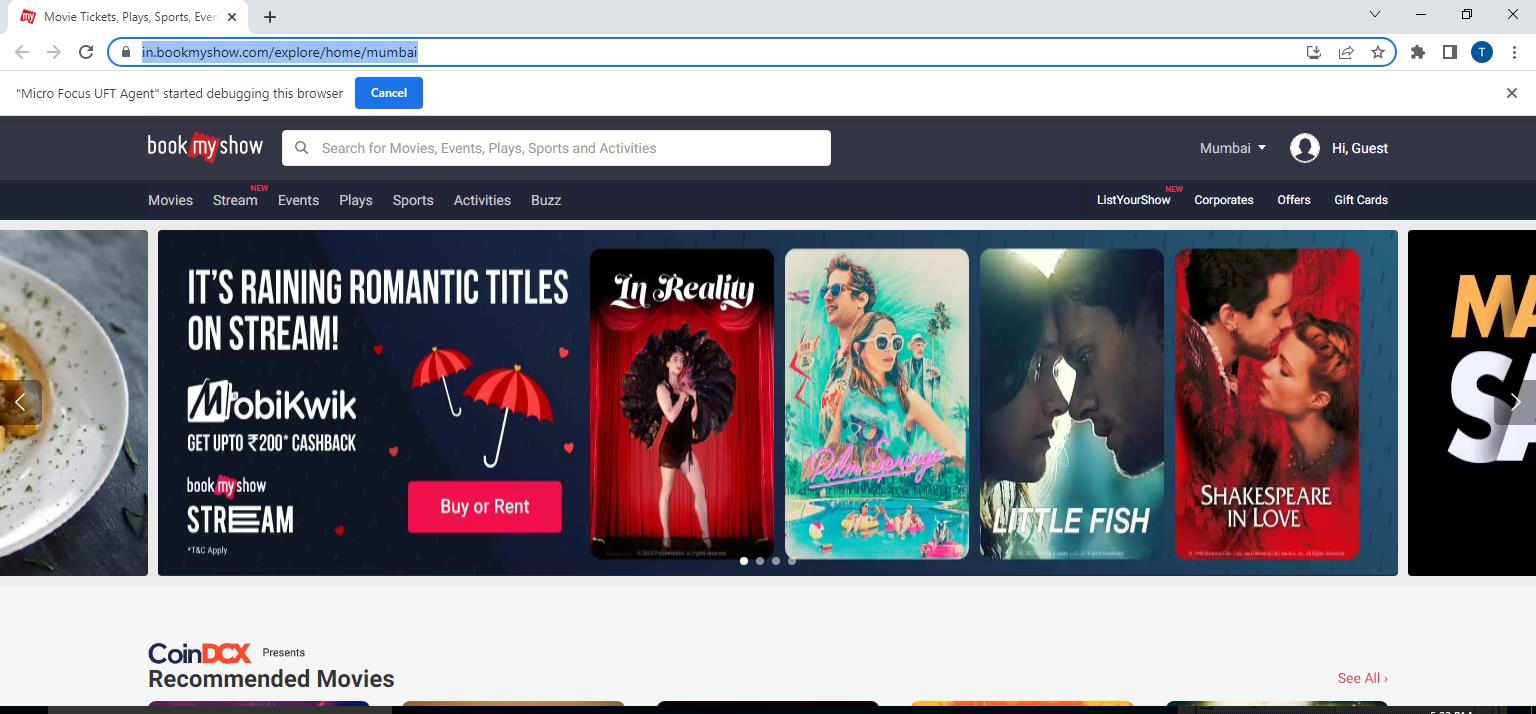 Movie Tickets, Plays, Sports, Even
in.bookmyshow.com/explore/home/mumbai
T
"Micro Focus UFT Agent" started debugging this browser
Cancel
book my show
Search for Movies, Events, Plays, Sports and Activities
Mumbai
Hi, Guest
Movies
Stream
NEW
Events
Plays
Sports
Activities
Buzz
ListYourShow
NEW
Corporates
Offers
Gift Cards
IT'S RAINING ROMANTIC TITLES
ON STREAM!
MobiKwik
GET UPTO ₹200* CASHBACK
book my show
STREAM
*T&C Apply
Buy or Rent
In Reality
Palm Springs
LITTLE FISH
SHAKESPEARE
IN LOVE
MA
SA
CoinDCX Presents
Recommended Movies
See All ›